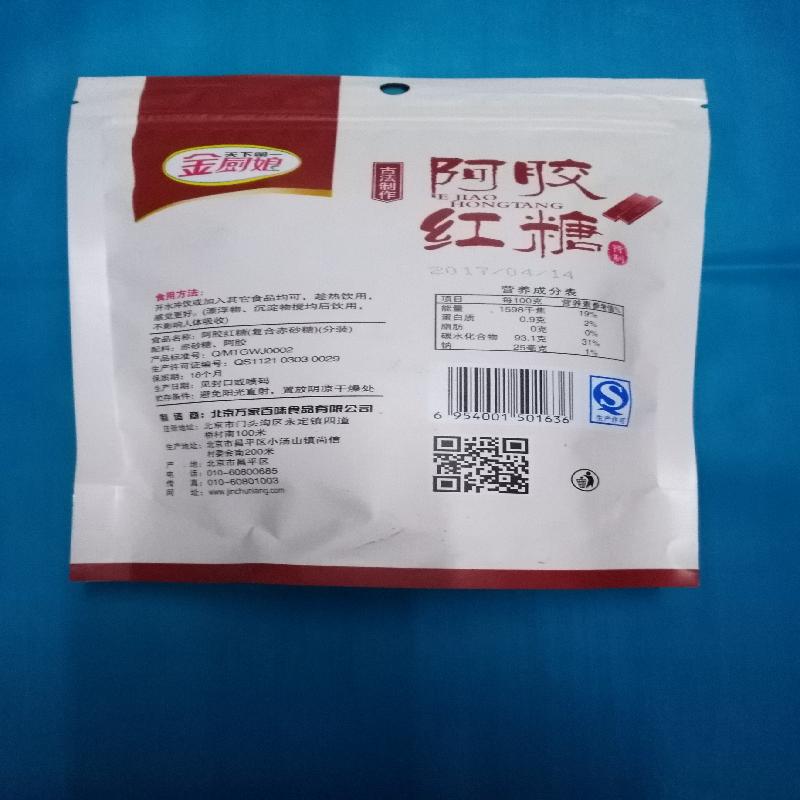 天下第一
金厨娘
古法制作
阿胶
E JIAO
HONGTANG
红糖
特制
2017/04/14
食用方法:
开水冲饮或加入其它食品均可，趁热饮用，
感觉更好。(漂浮物、沉淀物搅均后饮用，
不影响人体吸收)
食品名称: 阿胶红糖(复合赤砂糖)(分装)
配料: 赤砂糖、阿胶
产品标准号: Q/MTGWJ0002
生产许可证编号: QS1121 0303 0029
保质期: 18个月
生产日期: 见封口或喷码
贮存条件: 避免阳光直射，置放阴凉干燥处
制 造 商: 北京万家百味食品有限公司
注册地址: 北京市门头沟区永定镇四道
桥村南100米
生产地址: 北京市昌平区小汤山镇尚信
村委会南200米
产 地: 北京市昌平区
电 话: 010-60800685
传 真: 010-60801003
网 址: www.jinchuniang.com
营养成分表
项目 每100克 营养素参考值%
能量 1598千焦 19%
蛋白质 0.9克 2%
脂肪 0克 0%
碳水化合物 93.1克 31%
钠 25毫克 1%
6 954001 501636
生产许可